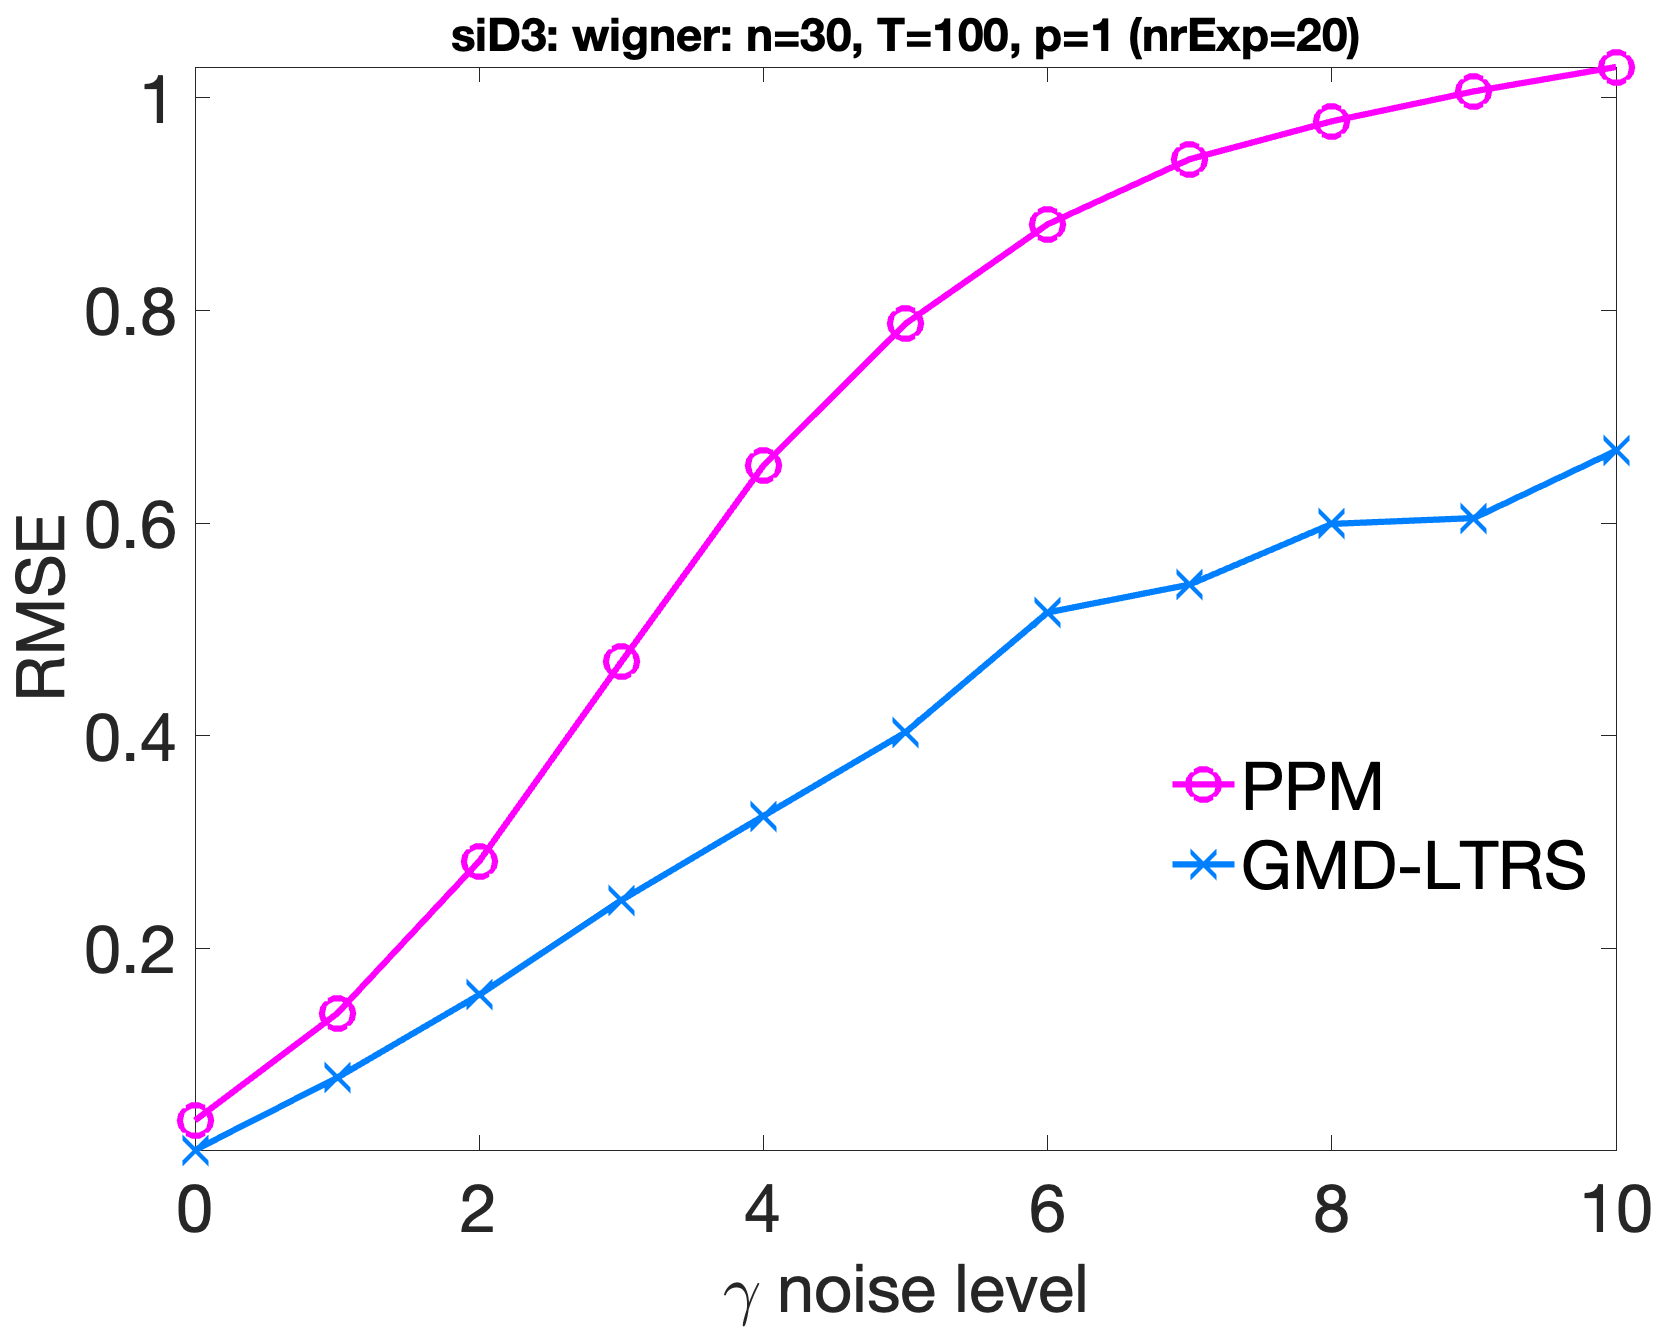 siD3: wigner: n=30, T=100, p=1 (nrExp=20)
1
0.8
0.6
0.4
0.2
RMSE
PPM
GMD-LTRS
0 2 4 6 8 10
γ noise level